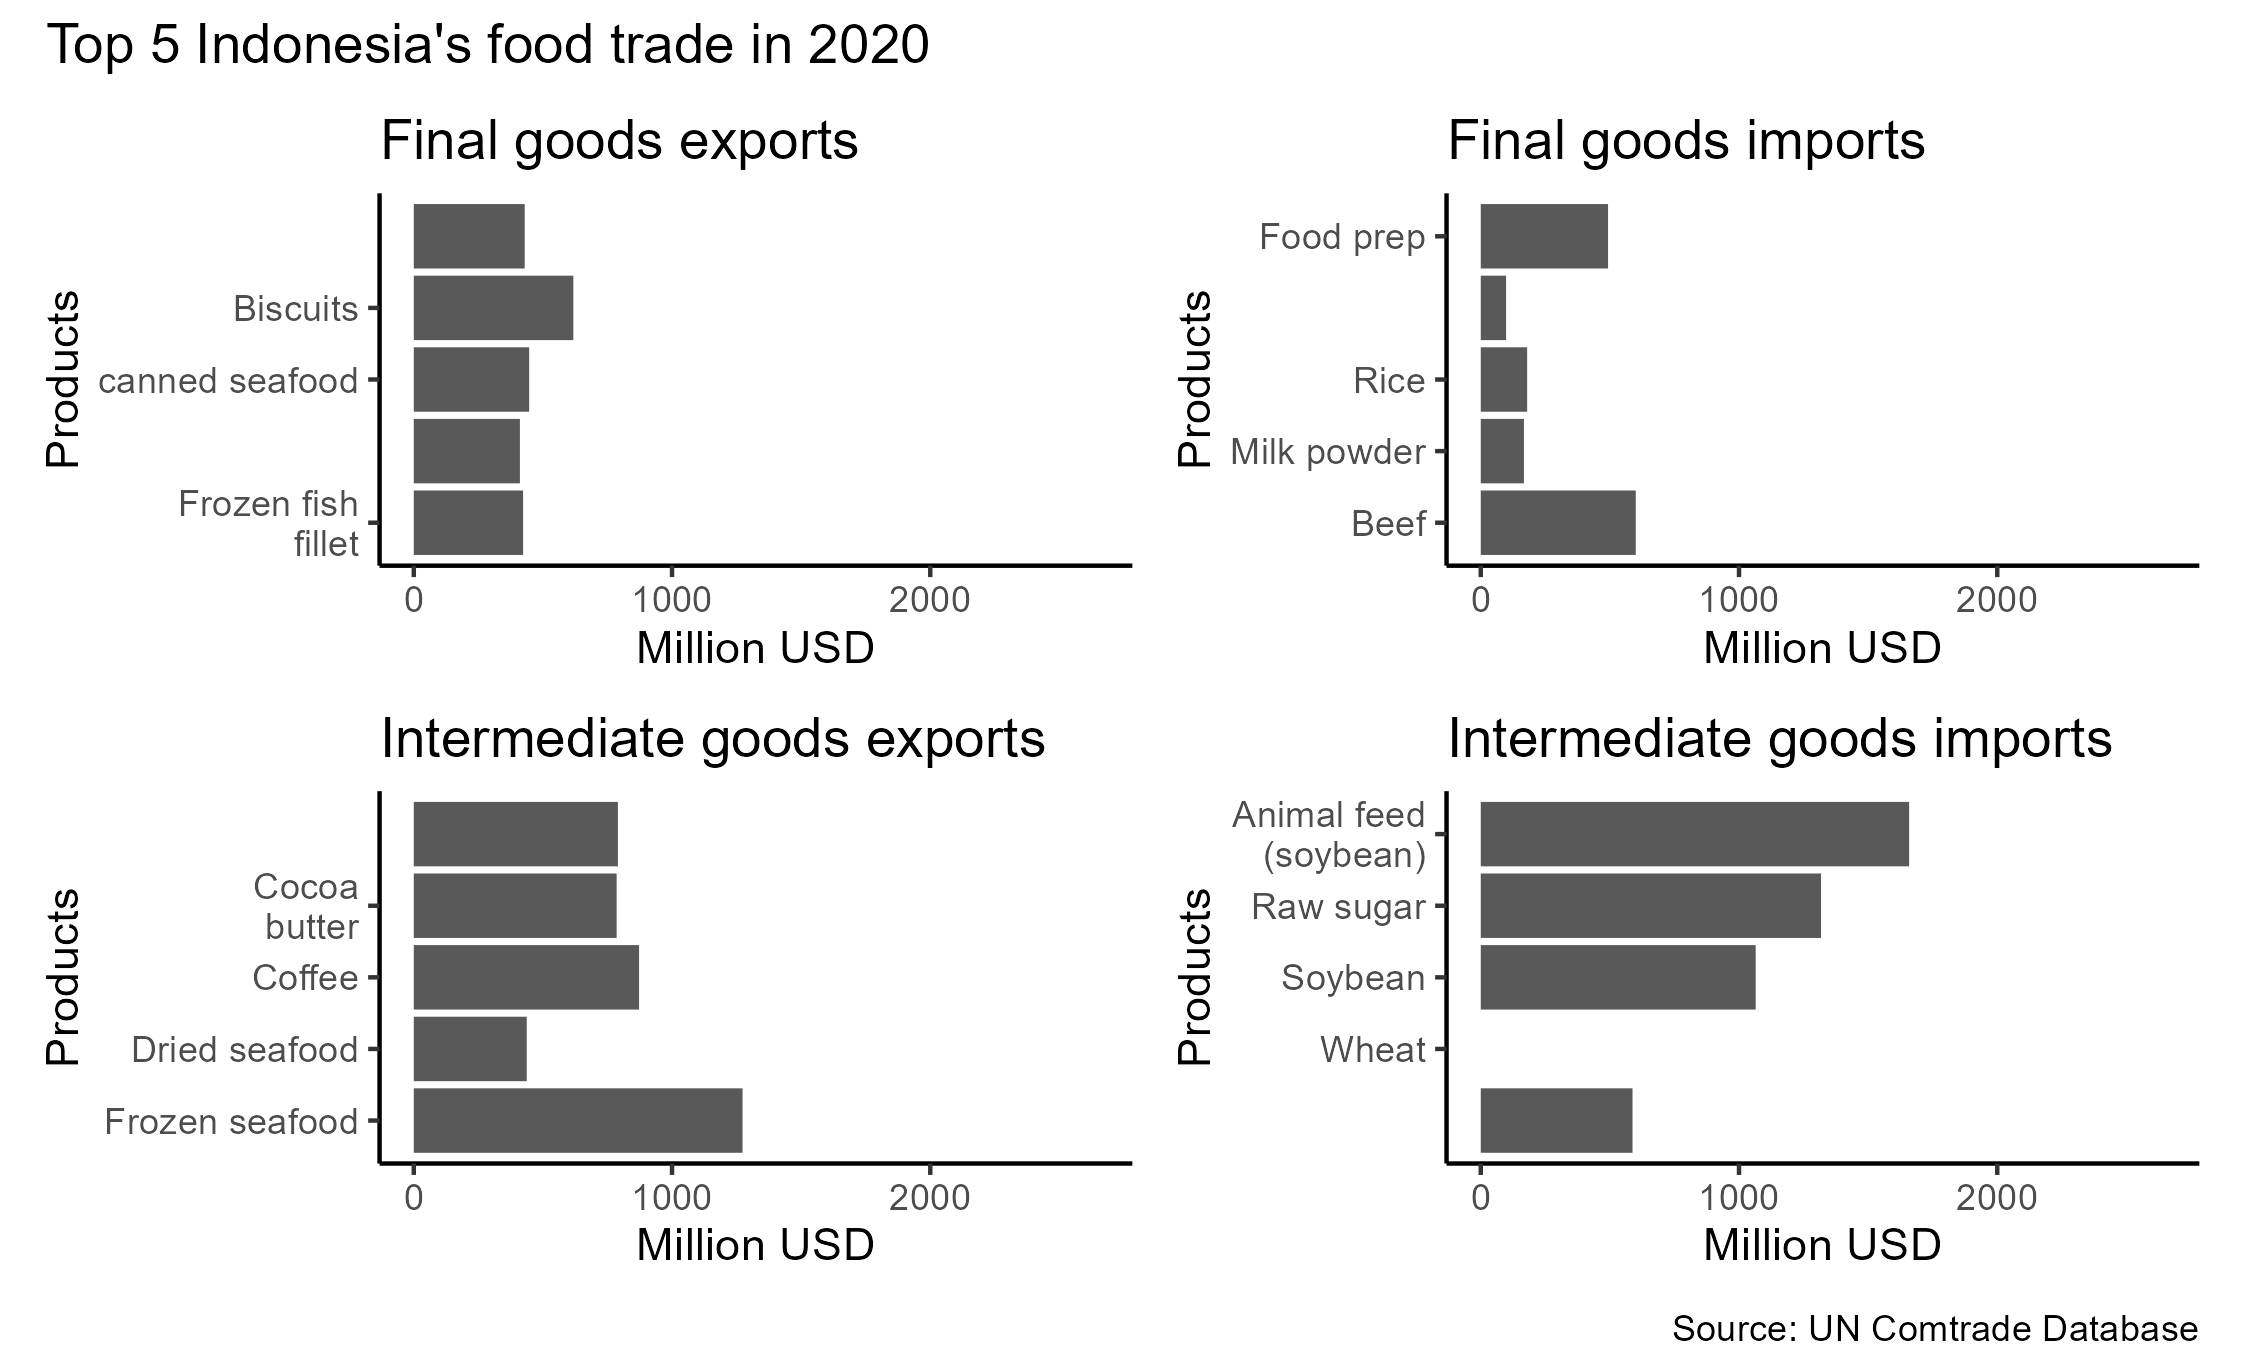 Top 5 Indonesia's food trade in 2020
Final goods exports
Products
Biscuits
canned seafood
Frozen fish
fillet
0 1000 2000
Million USD
Final goods imports
Products
Food prep
Rice
Milk powder
Beef
0 1000 2000
Million USD
Intermediate goods exports
Products
Cocoa
butter
Coffee
Dried seafood
Frozen seafood
0 1000 2000
Million USD
Intermediate goods imports
Products
Animal feed
(soybean)
Raw sugar
Soybean
Wheat
0 1000 2000
Million USD
Source: UN Comtrade Database